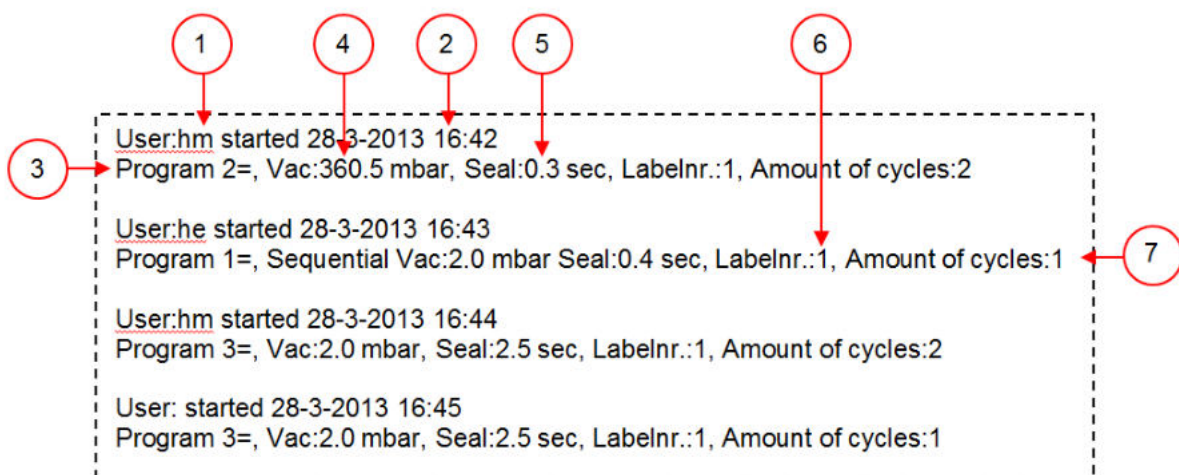 1
4
2
5
6
3
7
User:hm started 28-3-2013 16:42
Program 2=, Vac:360.5 mbar, Seal:0.3 sec, Labelnr.:1, Amount of cycles:2
User:he started 28-3-2013 16:43
Program 1=, Sequential Vac:2.0 mbar Seal:0.4 sec, Labelnr.:1, Amount of cycles:1
User:hm started 28-3-2013 16:44
Program 3=, Vac:2.0 mbar, Seal:2.5 sec, Labelnr.:1, Amount of cycles:2
User: started 28-3-2013 16:45
Program 3=, Vac:2.0 mbar, Seal:2.5 sec, Labelnr.:1, Amount of cycles:1